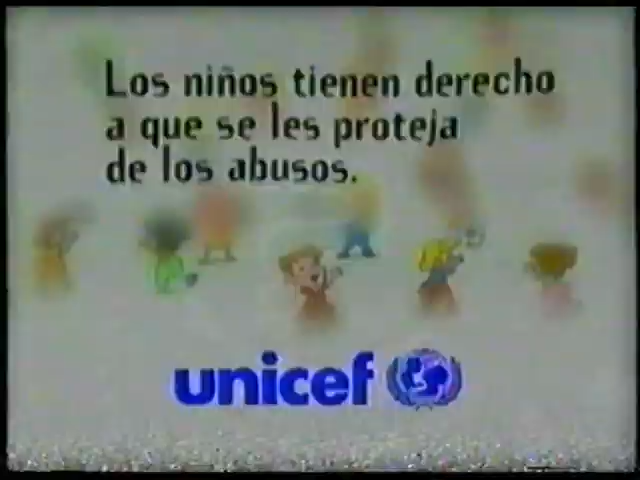 Los niños tienen derecho
a que se les proteja
de los abusos.
unicef